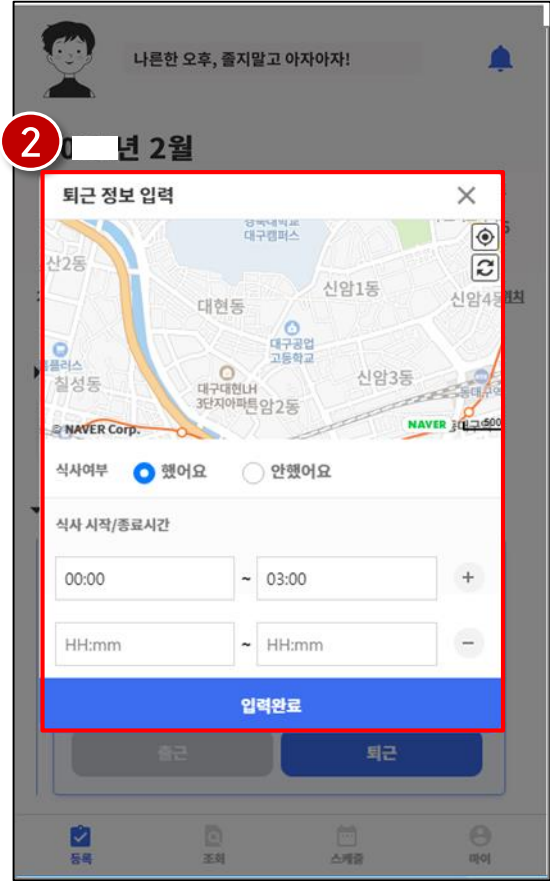 나른한 오후, 졸지말고 아자아자!
2
0 년 2월
퇴근 정보 입력
5
대구캠퍼스
산2동
대현동
신암1동
신암4동
대구공업
고등학교
칠성동
대구대현LH
3단지아파트
신암3동
암2동
NAVER Corp.
NAVER
500
식사여부
했어요
안했어요
식사 시작/종료시간
00:00 ~ 03:00 +
HH:mm ~ HH:mm −
입력완료
출근
퇴근
등록
조회
스케줄
마이